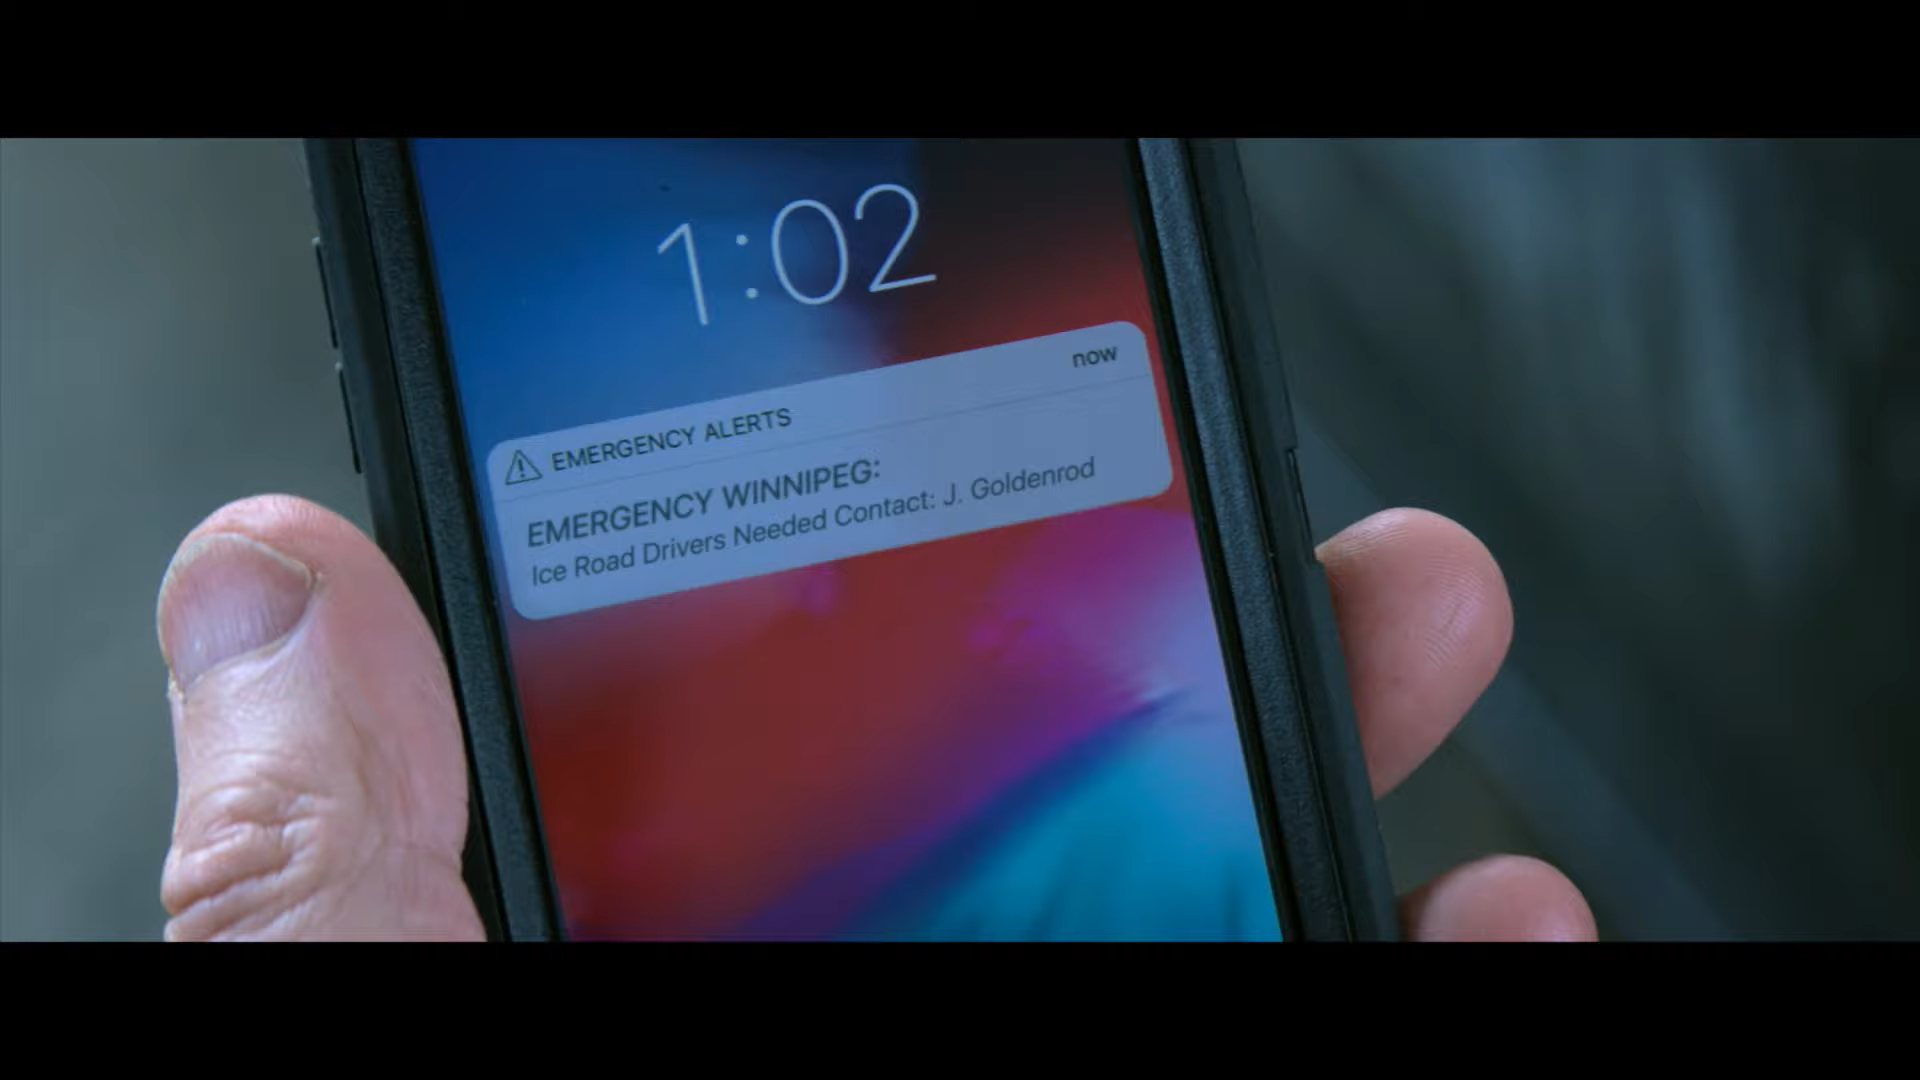 1:02
EMERGENCY ALERTS
now
EMERGENCY WINNIPEG:
Ice Road Drivers Needed Contact: J. Goldenrod